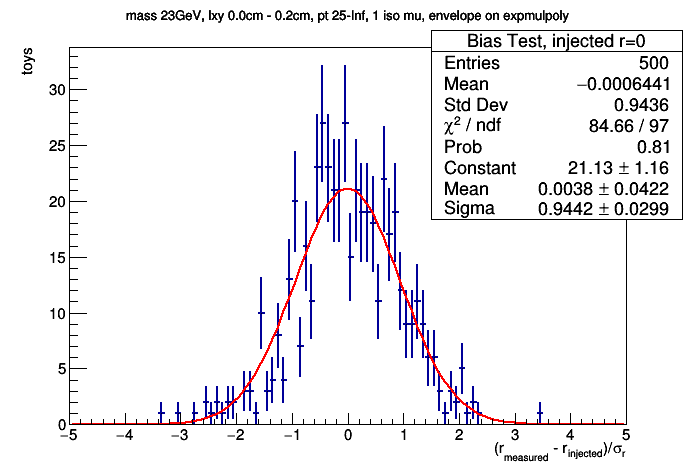 mass 23GeV, lxy 0.0cm - 0.2cm, pt 25-Inf, 1 iso mu, envelope on expmulpoly
Bias Test, injected r=0
Entries 500
Mean −0.0006441
Std Dev 0.9436
χ² / ndf 84.66 / 97
Prob 0.81
Constant 21.13 ± 1.16
Mean 0.0038 ± 0.0422
Sigma 0.9442 ± 0.0299
toys
30
25
20
15
10
5
0
−5 −4 −3 −2 −1 0 1 2 3 4 5
(r_measured - r_injected)/σ_r